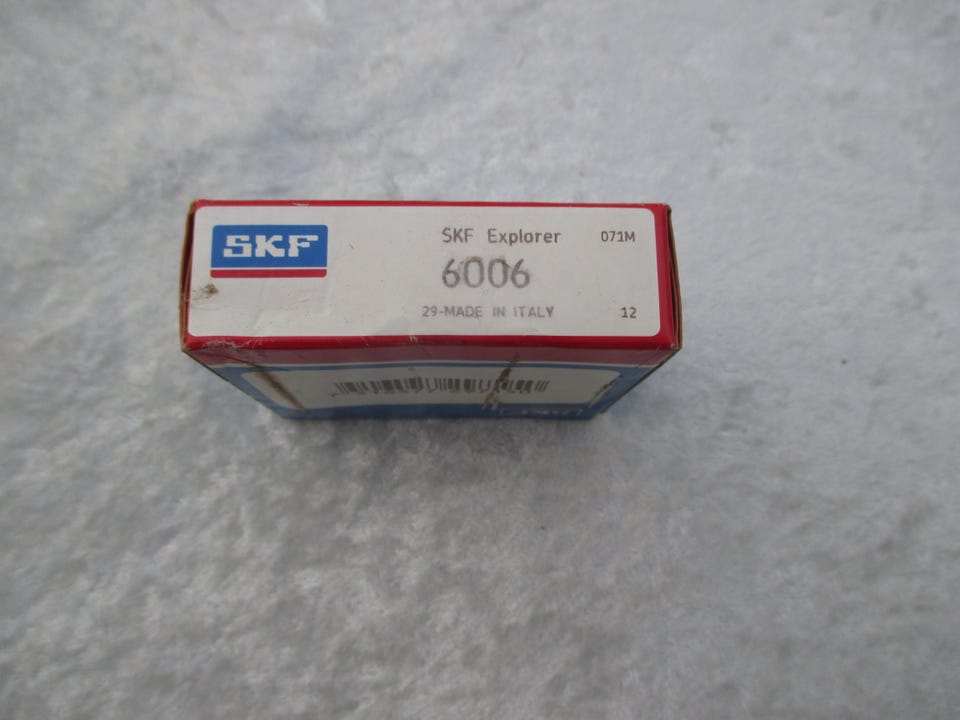 SKF
SKF Explorer
071M
6006
29-MADE IN ITALY
12